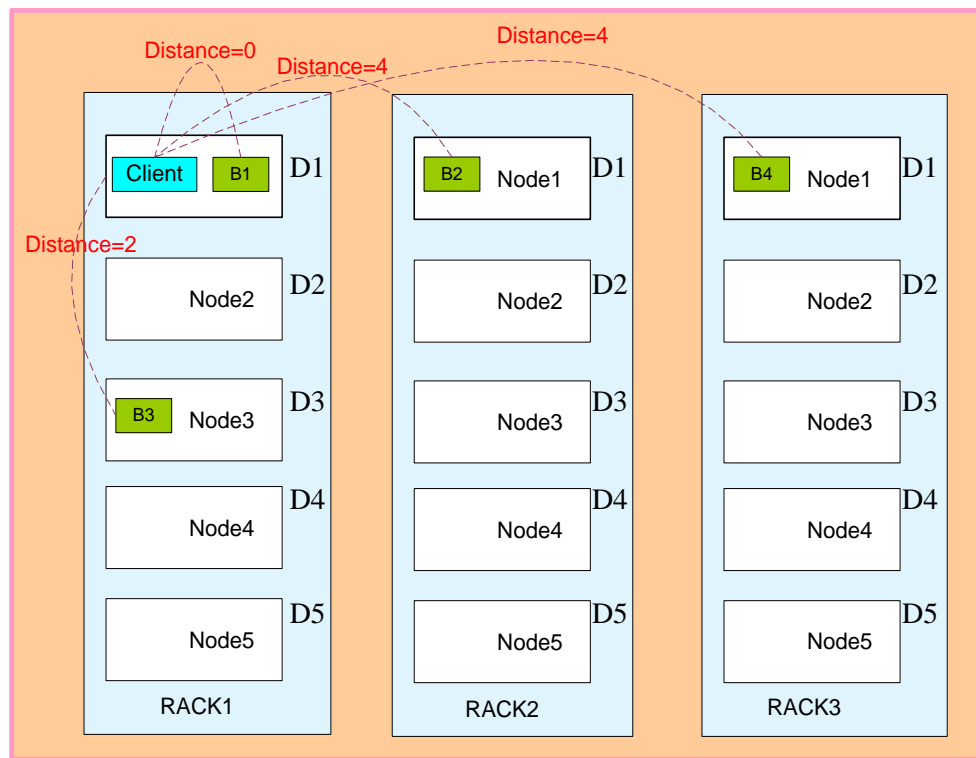 Distance=0
Distance=4
Distance=4
Client
B1
D1
B2
Node1
D1
B4
Node1
D1
Distance=2
Node2
D2
Node2
D2
Node2
D2
B3
Node3
D3
Node3
D3
Node3
D3
Node4
D4
Node4
D4
Node4
D4
Node5
D5
Node5
D5
Node5
D5
RACK1
RACK2
RACK3